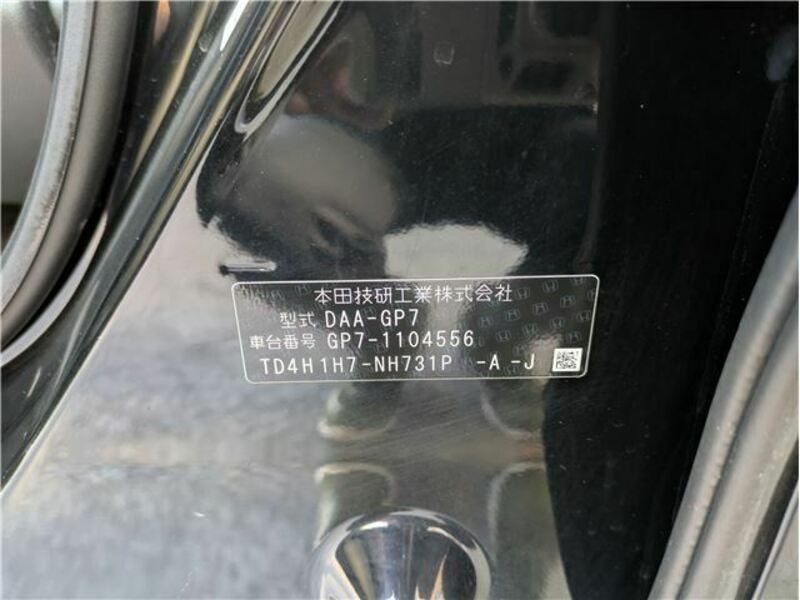 本田技研工業株式会社
型式 DAA-GP7
車台番号 GP7-1104556
TD4H1H7-NH731P -A -J